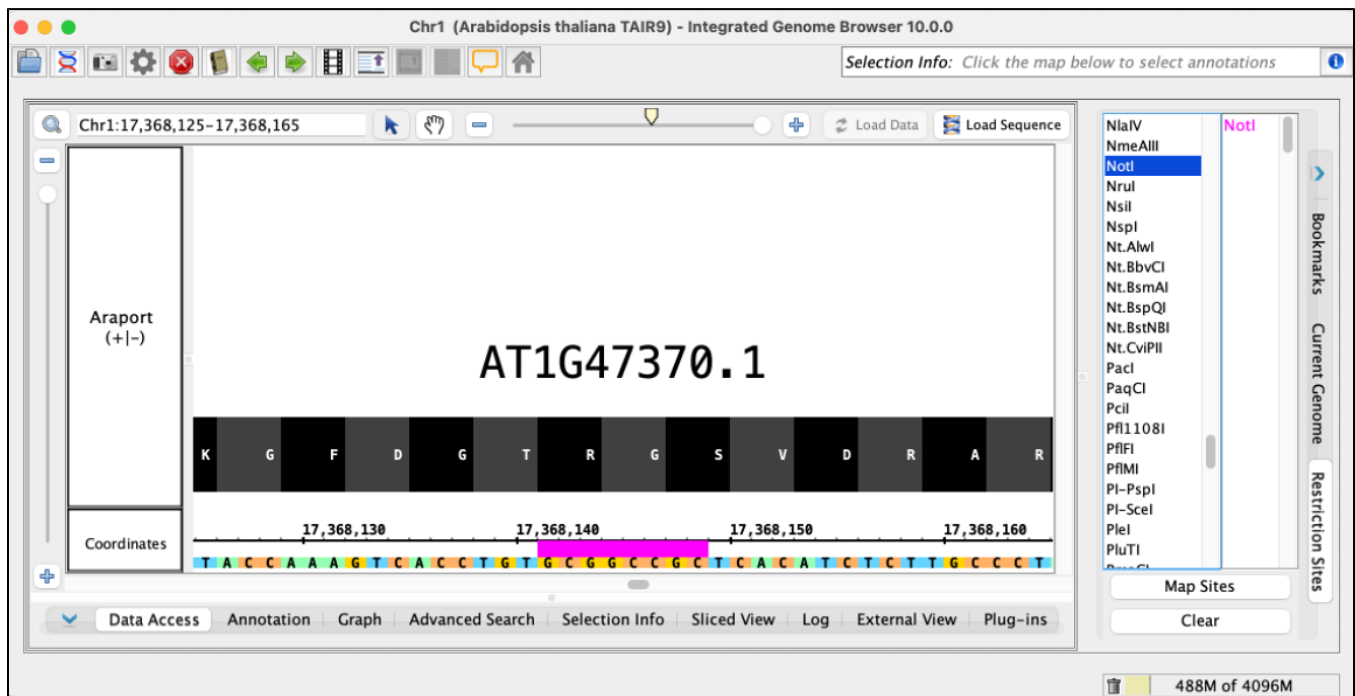 Chr1 (Arabidopsis thaliana TAIR9) - Integrated Genome Browser 10.0.0
Selection Info: Click the map below to select annotations
Chr1:17,368,125-17,368,165
Load Data
Load Sequence
Araport
(+|-)
AT1G47370.1
K G F D G T R G S V D R A R
Coordinates
17,368,130 17,368,140 17,368,150 17,368,160
T A C C A A A G T C A C C T G T G C G G C C G C T C A C A T C T C T T G C C C T
NlaIV
NmeAIII
NotI
NruI
NsiI
NspI
Nt.AlwI
Nt.BbvCI
Nt.BsmAI
Nt.BspQI
Nt.BstNBI
Nt.CviPII
PacI
PaqCI
PciI
Pfl1108I
PflFI
PflMI
PI-PspI
PI-SceI
PleI
PluTI
NotI
Map Sites
Clear
Bookmarks
Current Genome
Restriction Sites
Data Access Annotation Graph Advanced Search Selection Info Sliced View Log External View Plug-ins
488M of 4096M